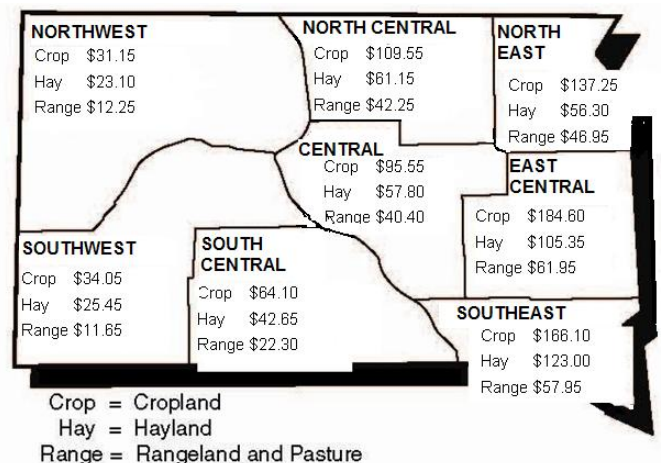 NORTHWEST
Crop $31.15
Hay $23.10
Range $12.25
NORTH CENTRAL
Crop $109.55
Hay $61.15
Range $42.25
NORTH
EAST
Crop $137.25
Hay $56.30
Range $46.95
CENTRAL
Crop $95.55
Hay $57.80
Range $40.40
EAST
CENTRAL
Crop $184.60
Hay $105.35
Range $61.95
SOUTHWEST
Crop $34.05
Hay $25.45
Range $11.65
SOUTH
CENTRAL
Crop $64.10
Hay $42.65
Range $22.30
SOUTHEAST
Crop $166.10
Hay $123.00
Range $57.95
Crop = Cropland
Hay = Hayland
Range = Rangeland and Pasture